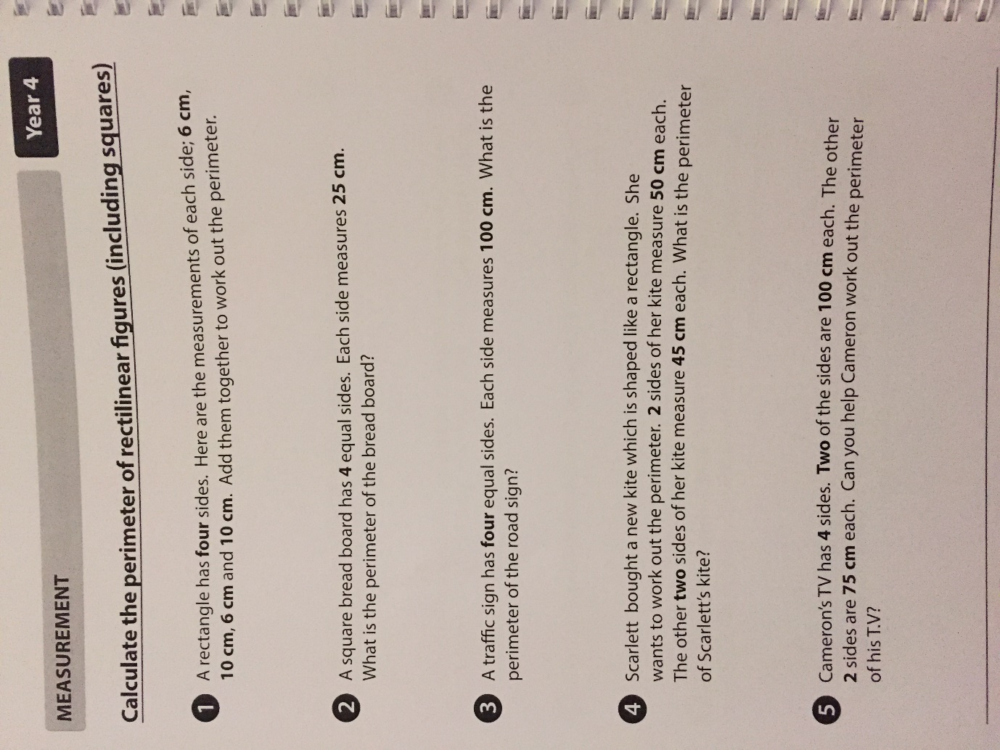 MEASUREMENT
Year 4
Calculate the perimeter of rectilinear figures (including squares)
1 A rectangle has four sides. Here are the measurements of each side; 6 cm,
10 cm, 6 cm and 10 cm. Add them together to work out the perimeter.
2 A square bread board has 4 equal sides. Each side measures 25 cm.
What is the perimeter of the bread board?
3 A traffic sign has four equal sides. Each side measures 100 cm. What is the
perimeter of the road sign?
4 Scarlett bought a new kite which is shaped like a rectangle. She
wants to work out the perimeter. 2 sides of her kite measure 50 cm each.
The other two sides of her kite measure 45 cm each. What is the perimeter
of Scarlett's kite?
5 Cameron's TV has 4 sides. Two of the sides are 100 cm each. The other
2 sides are 75 cm each. Can you help Cameron work out the perimeter
of his T.V?